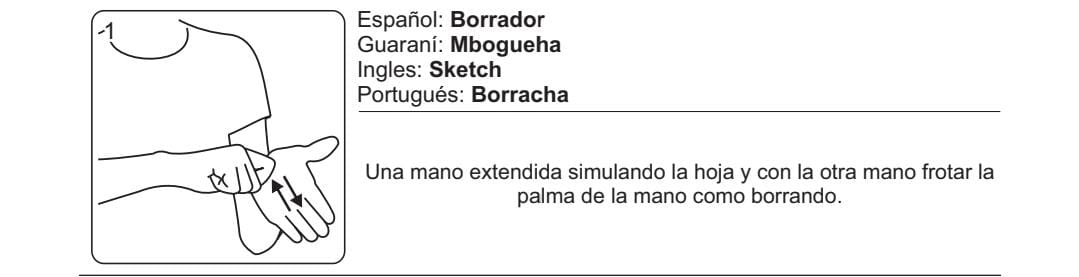 -1
Español: Borrador
Guaraní: Mbogueha
Ingles: Sketch
Portugués: Borracha
Una mano extendida simulando la hoja y con la otra mano frotar la
palma de la mano como borrando.